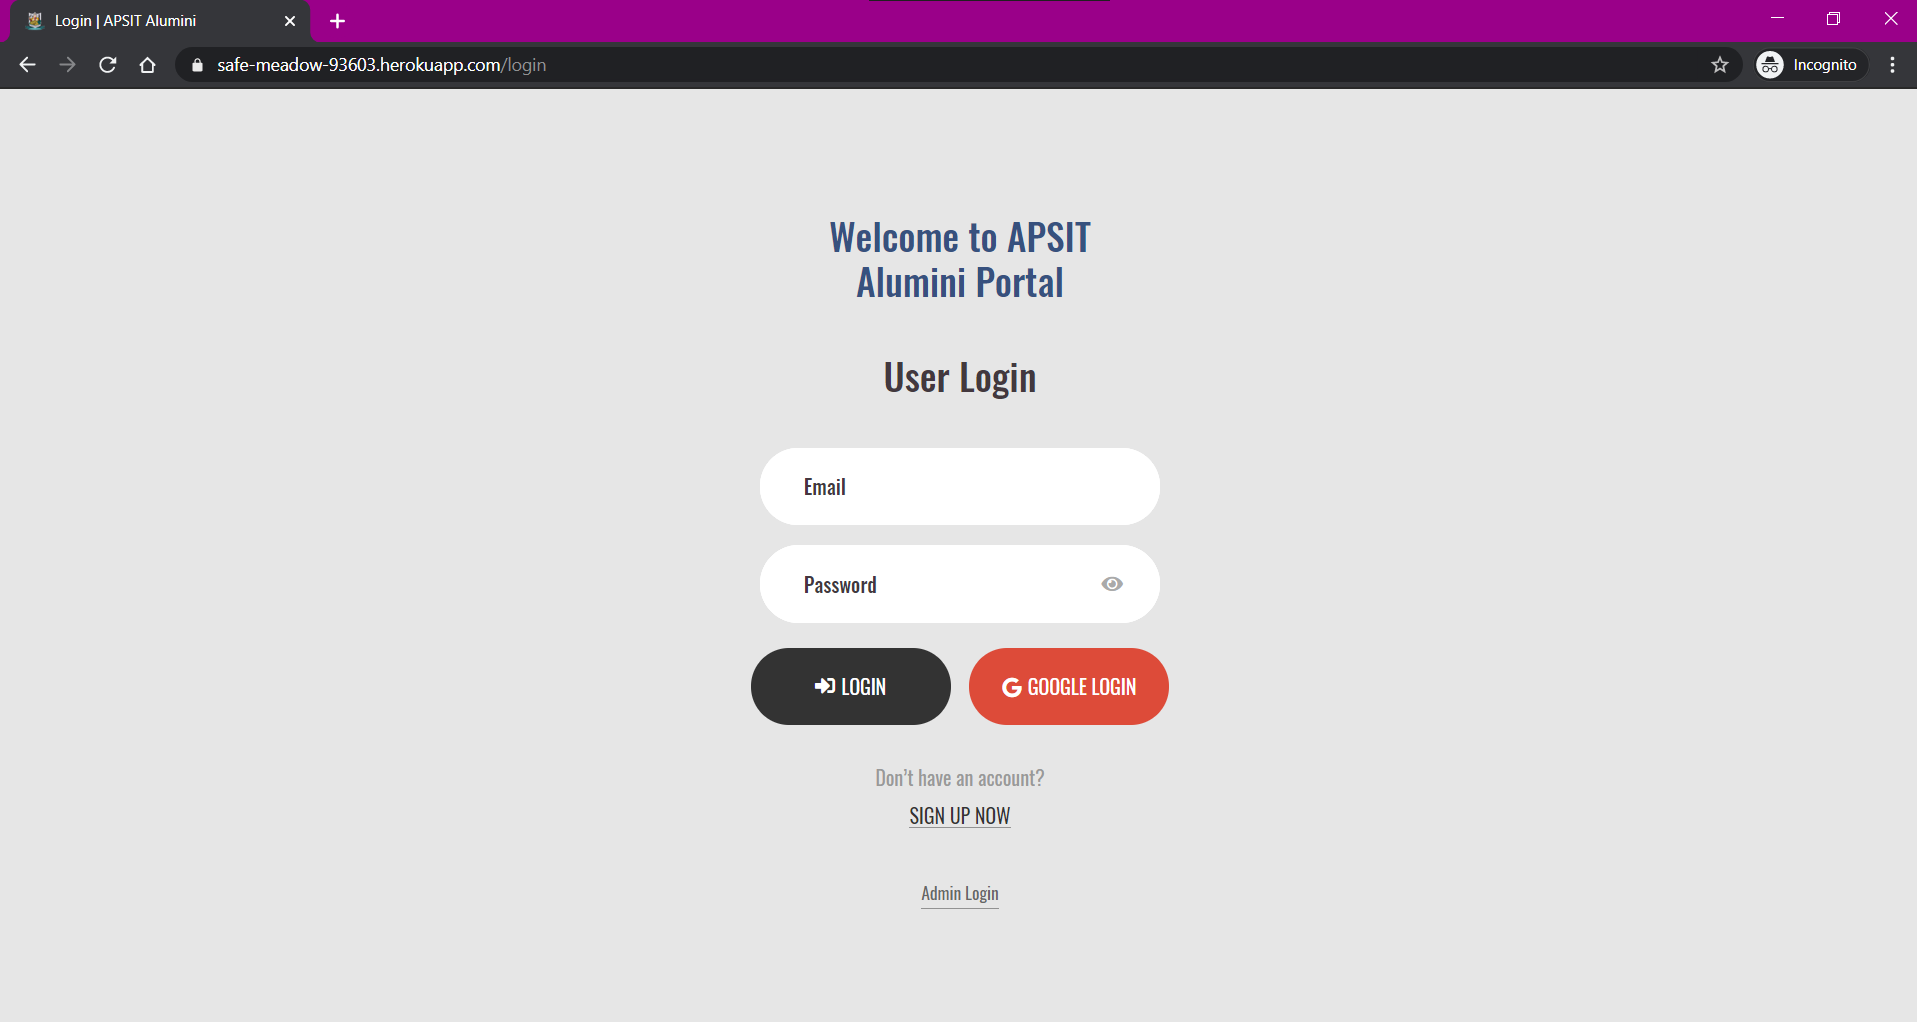 Login | APSIT Alumini
safe-meadow-93603.herokuapp.com/login
Incognito
Welcome to APSIT
Alumini Portal
User Login
Email
Password
LOGIN
GOOGLE LOGIN
Don't have an account?
SIGN UP NOW
Admin Login